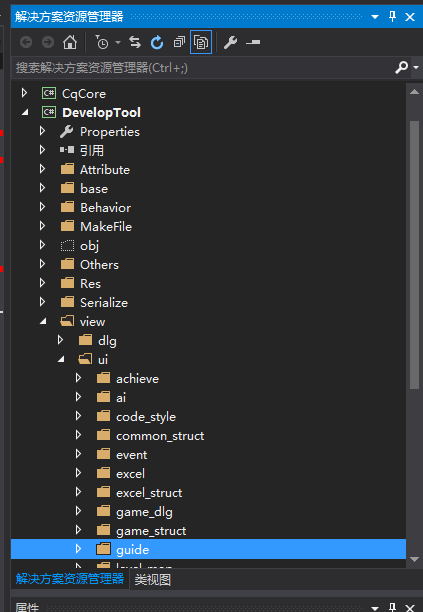 解决方案资源管理器
搜索解决方案资源管理器(Ctrl+;)
C# CqCore
C# DevelopTool
Properties
引用
Attribute
base
Behavior
MakeFile
obj
Others
Res
Serialize
view
dlg
ui
achieve
ai
code_style
common_struct
event
excel
excel_struct
game_dlg
game_struct
guide
解决方案资源管理器 类视图
属性